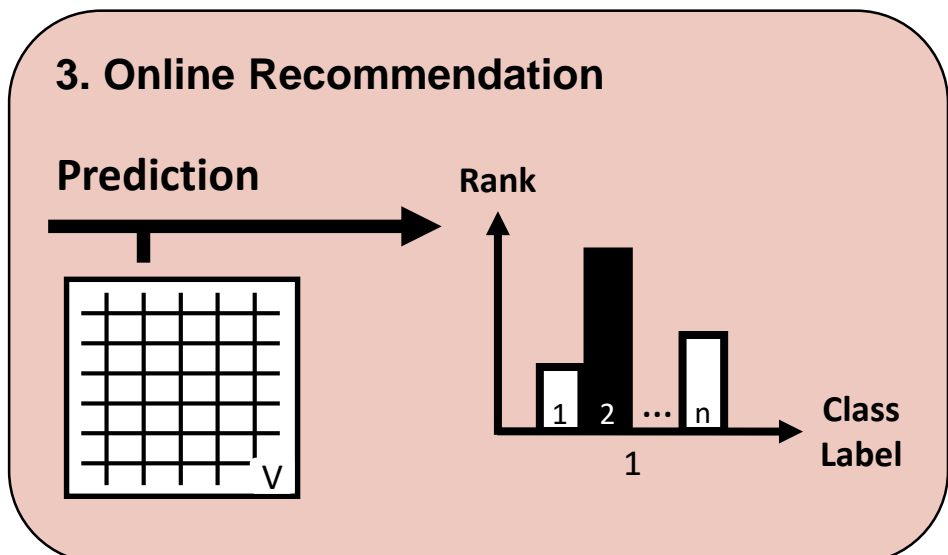 3. Online Recommendation
Prediction
Rank
V
1
2
...
n
1
Class
Label